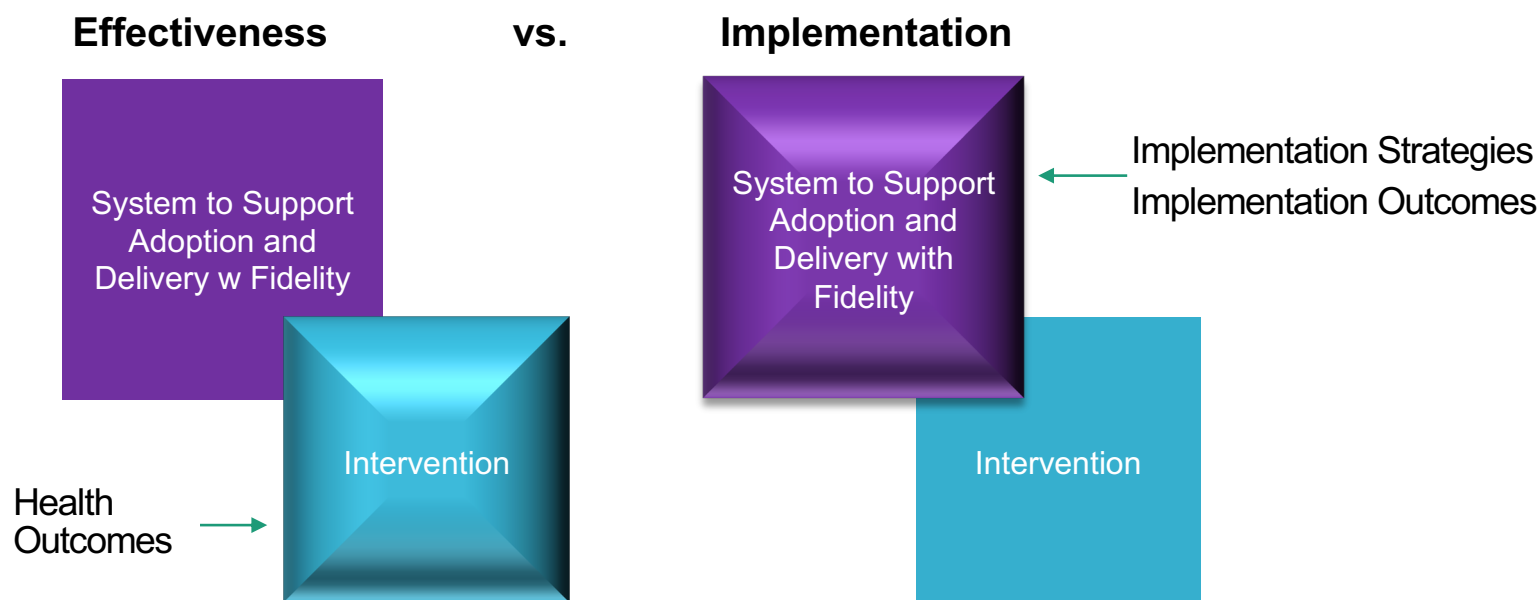 Effectiveness vs. Implementation
System to Support
Adoption and
Delivery w Fidelity
Intervention
Health
Outcomes
System to Support
Adoption and
Delivery with
Fidelity
Implementation Strategies
Implementation Outcomes
Intervention